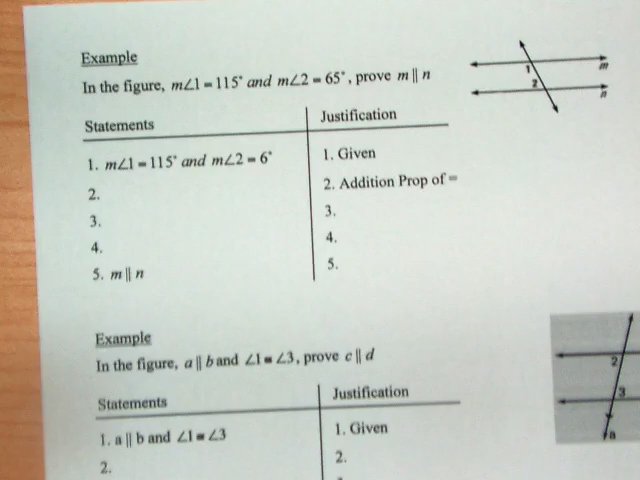 Example
In the figure, m∠1 = 115° and m∠2 = 65°, prove m || n
1
m
2
n
Statements
Justification
1. m∠1 = 115° and m∠2 = 6°
1. Given
2.
2. Addition Prop of =
3.
3.
4.
4.
5. m || n
5.
Example
In the figure, a || b and ∠1 ≅ ∠3, prove c || d
2
3
a
Statements
Justification
1. a || b and ∠1 ≅ ∠3
1. Given
2.
2.